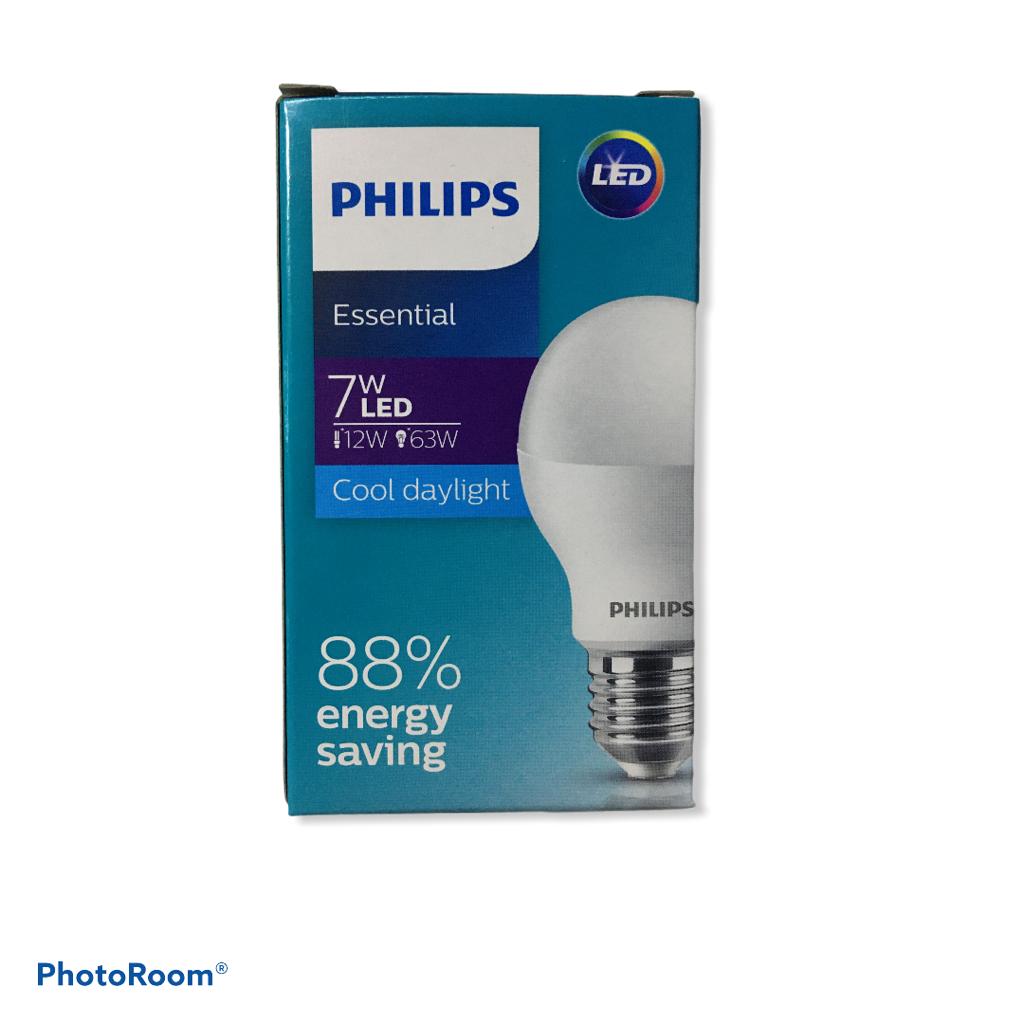 PHILIPS
LED
Essential
7W
LED
12W 63W
Cool daylight
PHILIPS
88%
energy
saving
PhotoRoom®